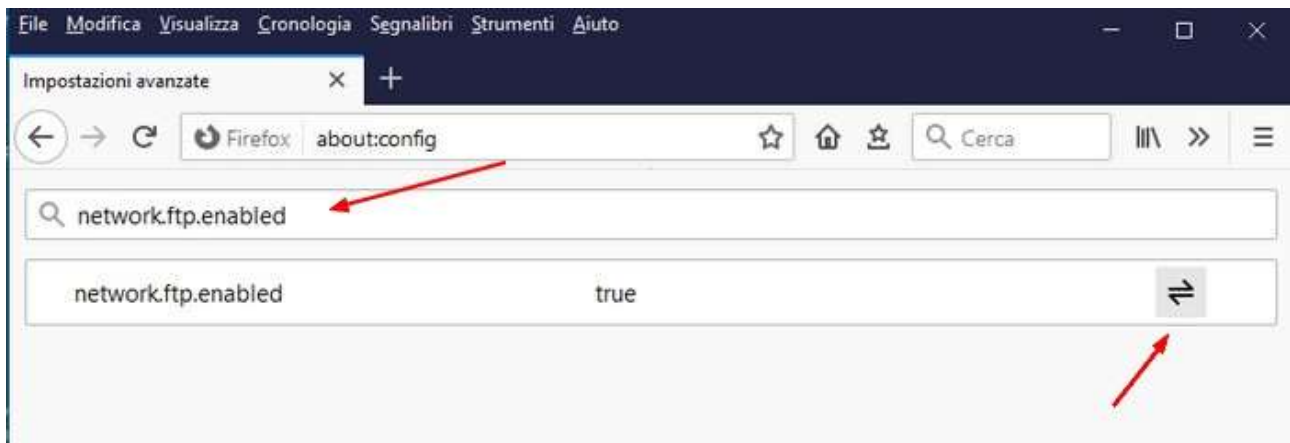 File Modifica Visualizza Cronologia Segnalibri Strumenti Aiuto
Impostazioni avanzate
Firefox about:config Cerca
network.ftp.enabled
network.ftp.enabled true